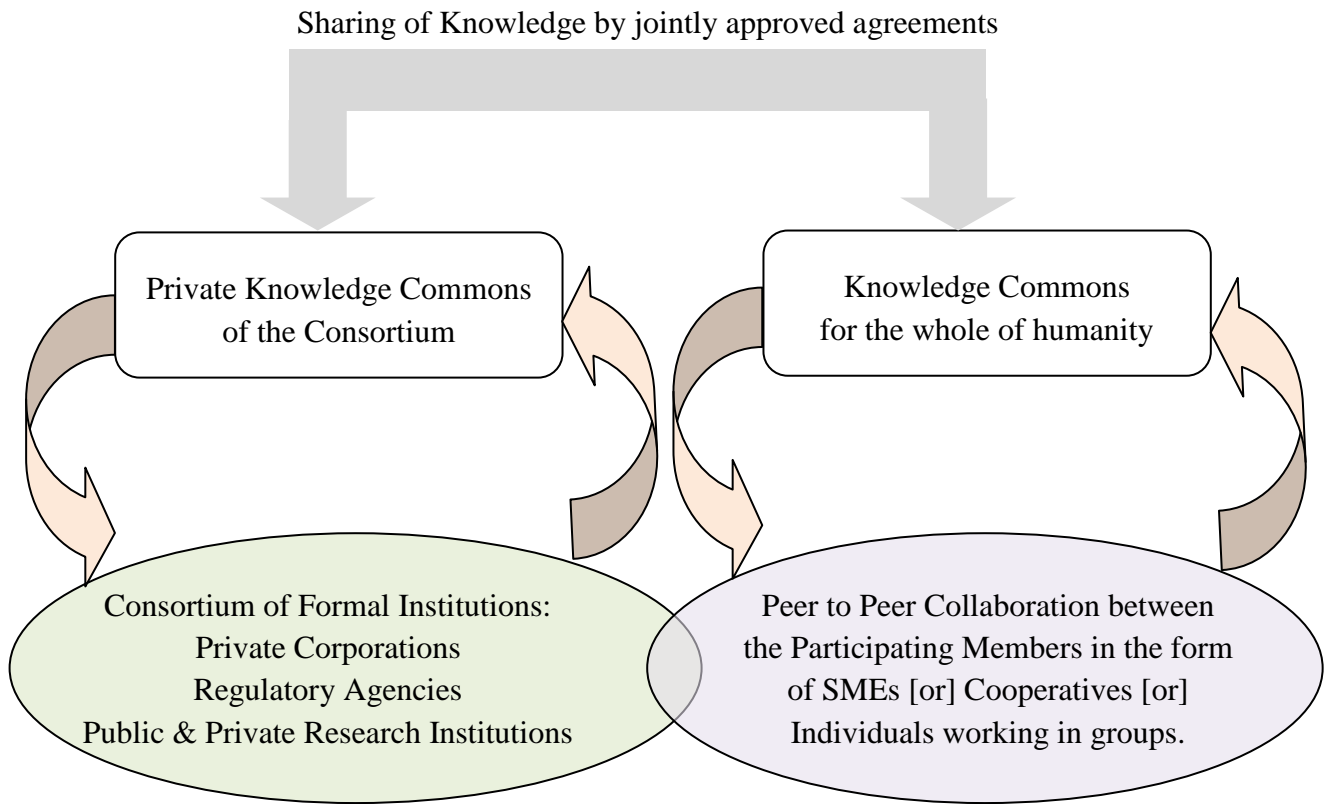 Sharing of Knowledge by jointly approved agreements
Private Knowledge Commons
of the Consortium
Knowledge Commons
for the whole of humanity
Consortium of Formal Institutions:
Private Corporations
Regulatory Agencies
Public & Private Research Institutions
Peer to Peer Collaboration between
the Participating Members in the form
of SMEs [or] Cooperatives [or]
Individuals working in groups.